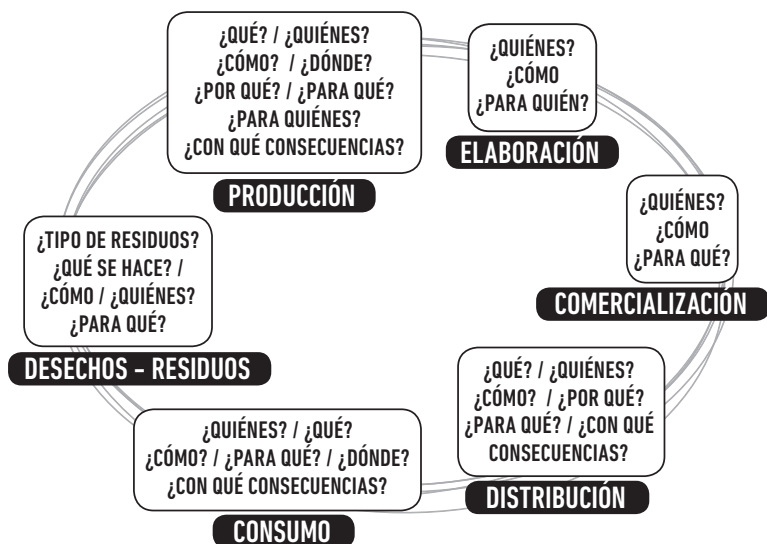 ¿QUÉ? / ¿QUIÉNES?
¿CÓMO? / ¿DÓNDE?
¿POR QUÉ? / ¿PARA QUÉ?
¿PARA QUIÉNES?
¿CON QUÉ CONSECUENCIAS?
PRODUCCIÓN
¿QUIÉNES?
¿CÓMO
¿PARA QUIÉN?
ELABORACIÓN
¿QUIÉNES?
¿CÓMO
¿PARA QUÉ?
COMERCIALIZACIÓN
¿QUÉ? / ¿QUIÉNES?
¿CÓMO? / ¿POR QUÉ?
¿PARA QUÉ? / ¿CON QUÉ
CONSECUENCIAS?
DISTRIBUCIÓN
¿QUIÉNES? / ¿QUÉ?
¿CÓMO? / ¿PARA QUÉ? / ¿DÓNDE?
¿CON QUÉ CONSECUENCIAS?
CONSUMO
¿TIPO DE RESIDUOS?
¿QUÉ SE HACE? /
¿CÓMO / ¿QUIÉNES?
¿PARA QUÉ?
DESECHOS - RESIDUOS